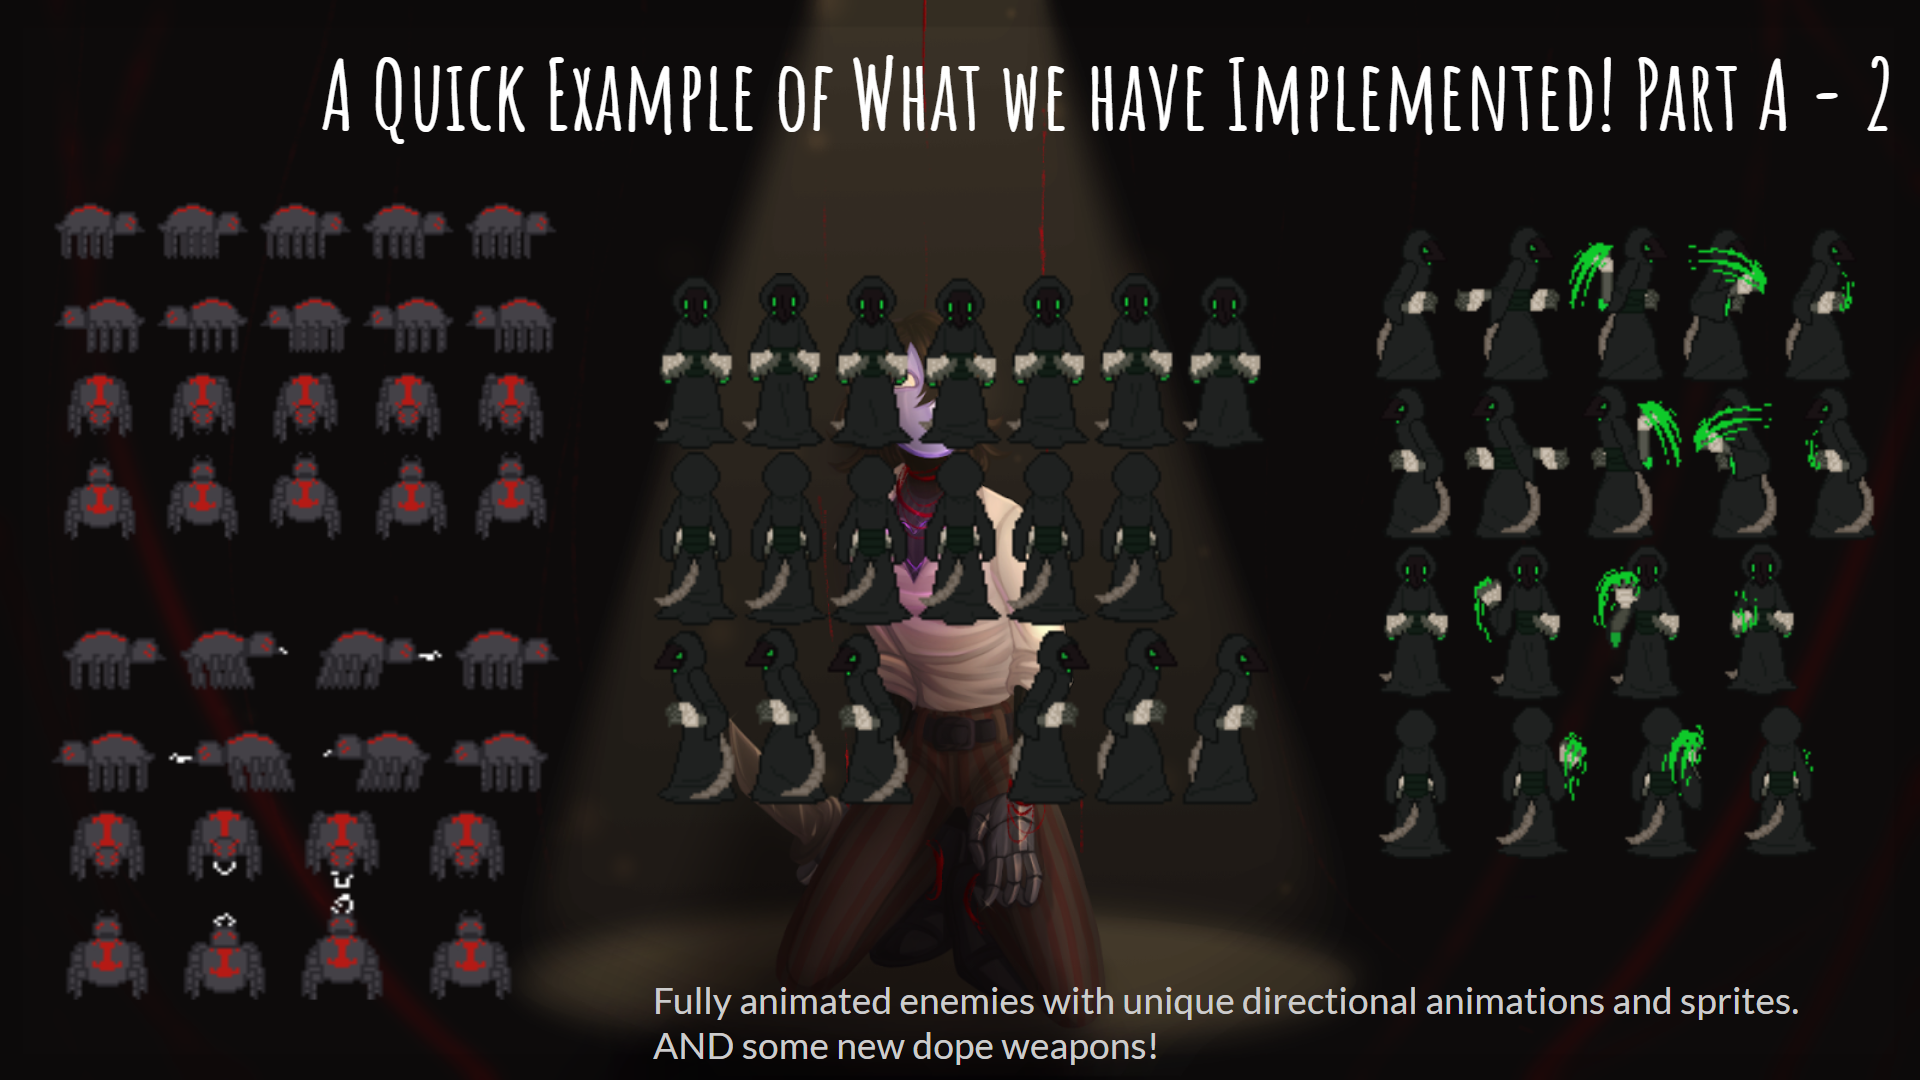 A Quick Example of What we have Implemented! Part A - 2
Fully animated enemies with unique directional animations and sprites.
AND some new dope weapons!